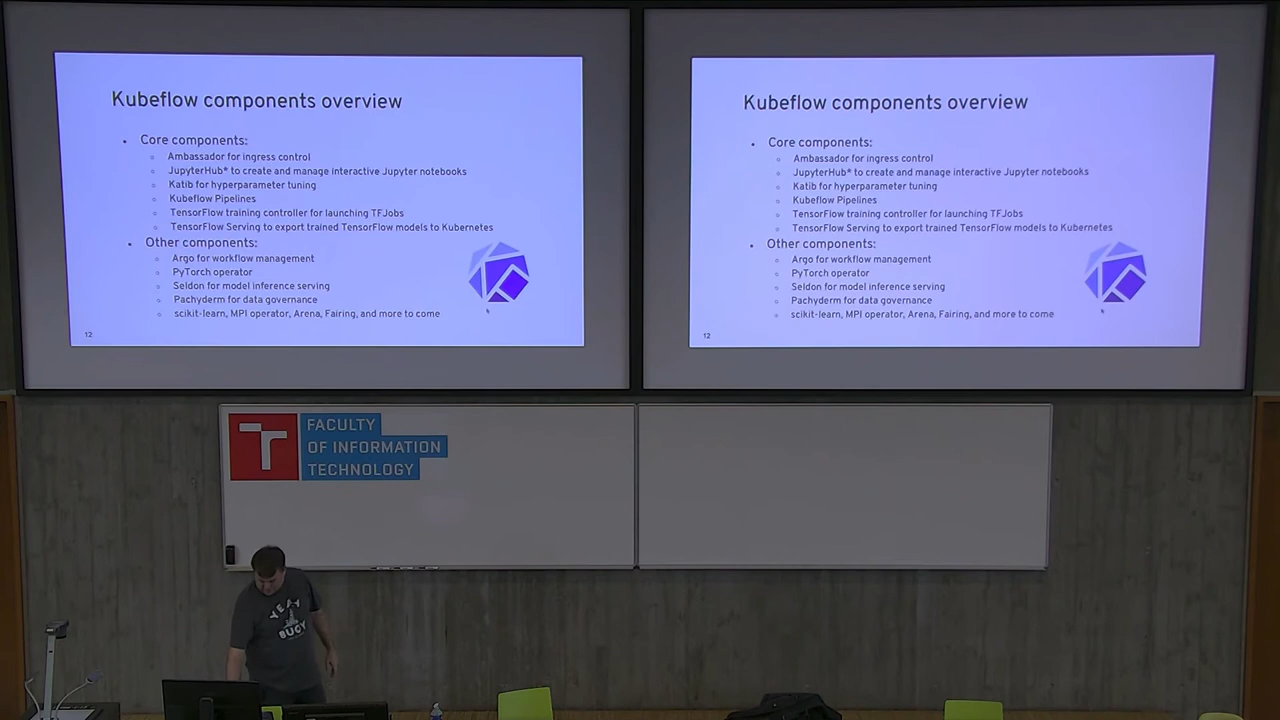 Kubeflow components overview
Core components:
Ambassador for ingress control
JupyterHub* to create and manage interactive Jupyter notebooks
Katib for hyperparameter tuning
Kubeflow Pipelines
TensorFlow training controller for launching TFJobs
TensorFlow Serving to export trained TensorFlow models to Kubernetes
Other components:
Argo for workflow management
PyTorch operator
Seldon for model inference serving
Pachyderm for data governance
scikit-learn, MPI operator, Arena, Fairing, and more to come
12
Kubeflow components overview
Core components:
Ambassador for ingress control
JupyterHub* to create and manage interactive Jupyter notebooks
Katib for hyperparameter tuning
Kubeflow Pipelines
TensorFlow training controller for launching TFJobs
TensorFlow Serving to export trained TensorFlow models to Kubernetes
Other components:
Argo for workflow management
PyTorch operator
Seldon for model inference serving
Pachyderm for data governance
scikit-learn, MPI operator, Arena, Fairing, and more to come
12
FACULTY
OF INFORMATION
TECHNOLOGY
YEAY
BUGY